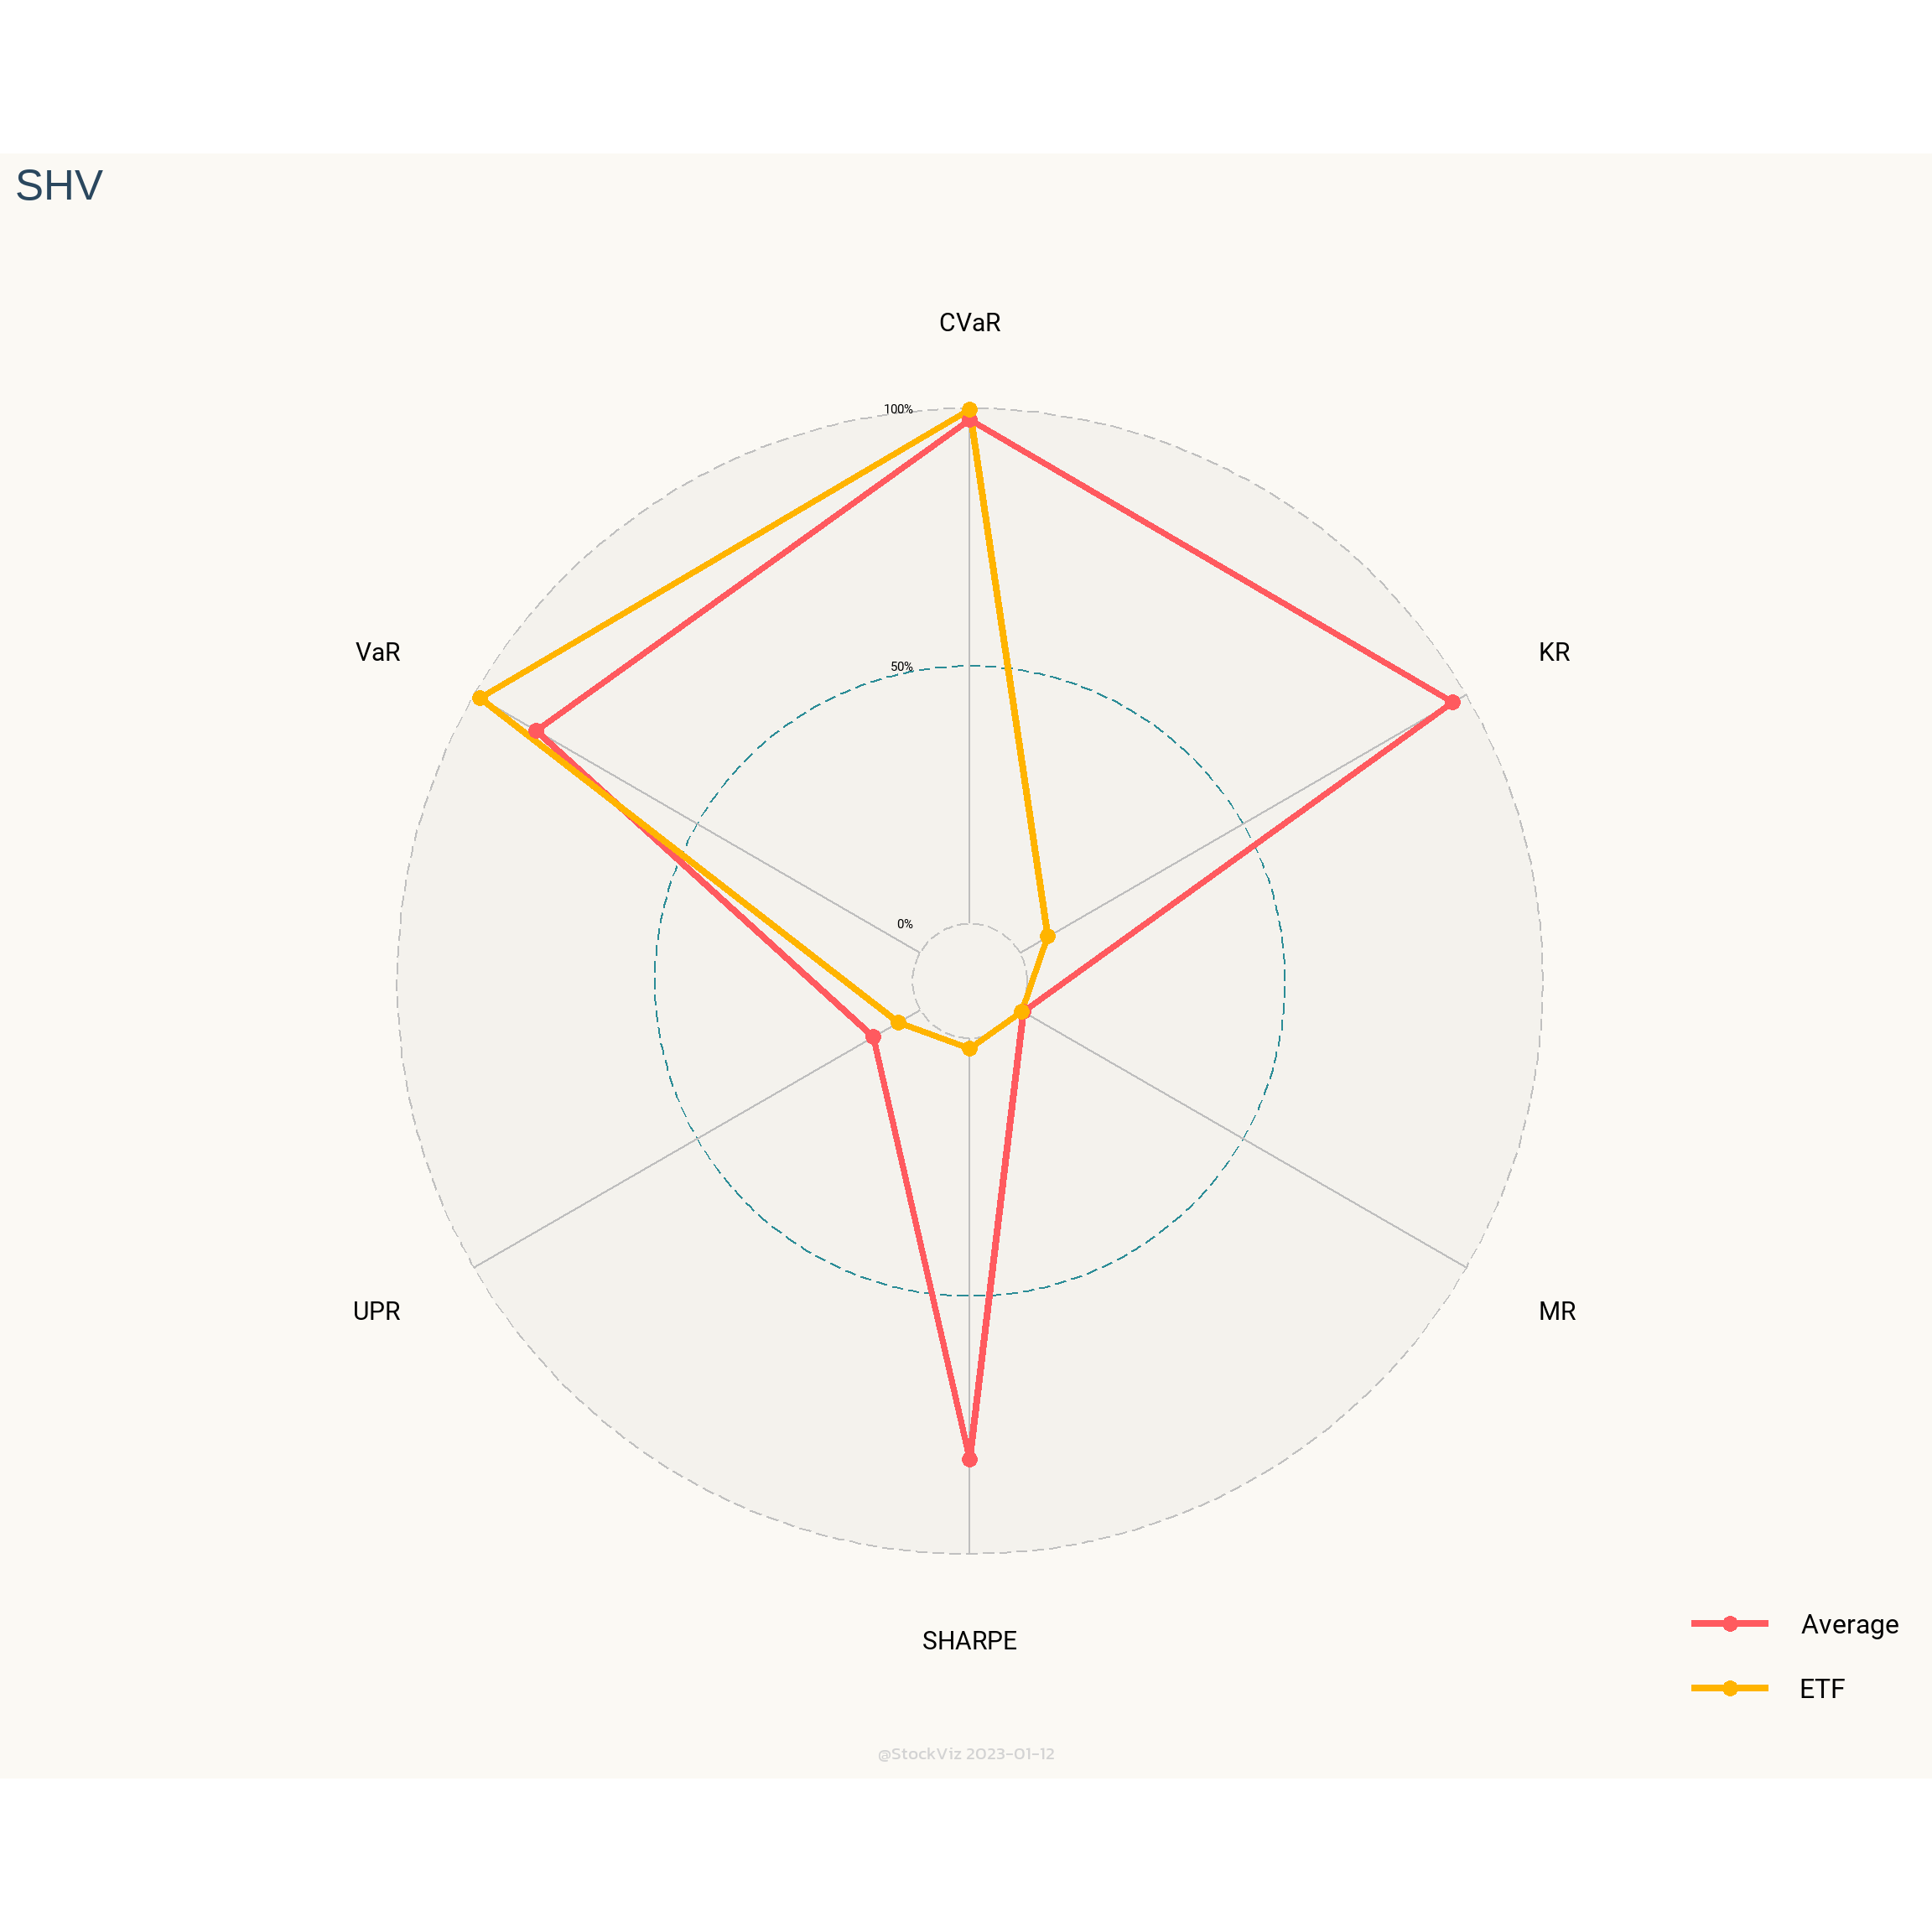 SHV
CVaR
100%
KR
VaR
50%
0%
UPR
MR
SHARPE
Average
ETF
@StockViz 2023-01-12